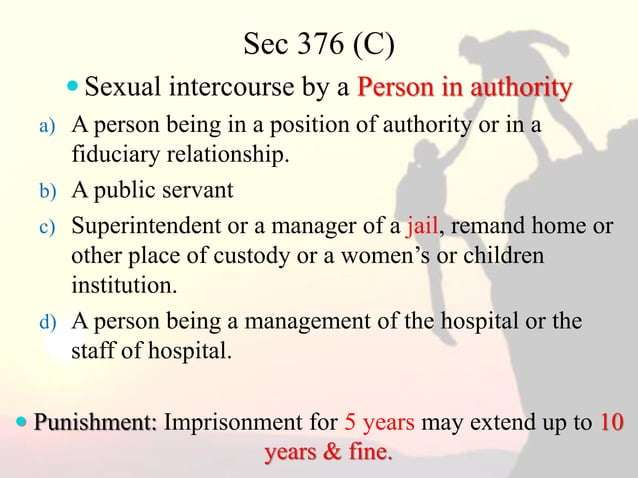 Sec 376 (C)
• Sexual intercourse by a Person in authority
a) A person being in a position of authority or in a
fiduciary relationship.
b) A public servant
c) Superintendent or a manager of a jail, remand home or
other place of custody or a women’s or children
institution.
d) A person being a management of the hospital or the
staff of hospital.
• Punishment: Imprisonment for 5 years may extend up to 10
years & fine.